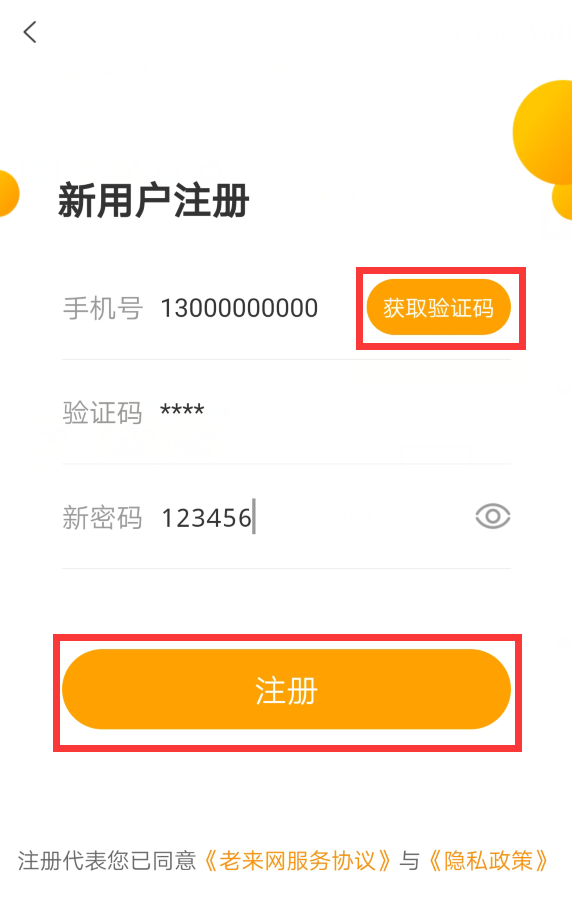 新用户注册
手机号 13000000000 获取验证码
验证码 ****
新密码 123456
注册
注册代表您已同意《老来网服务协议》与《隐私政策》